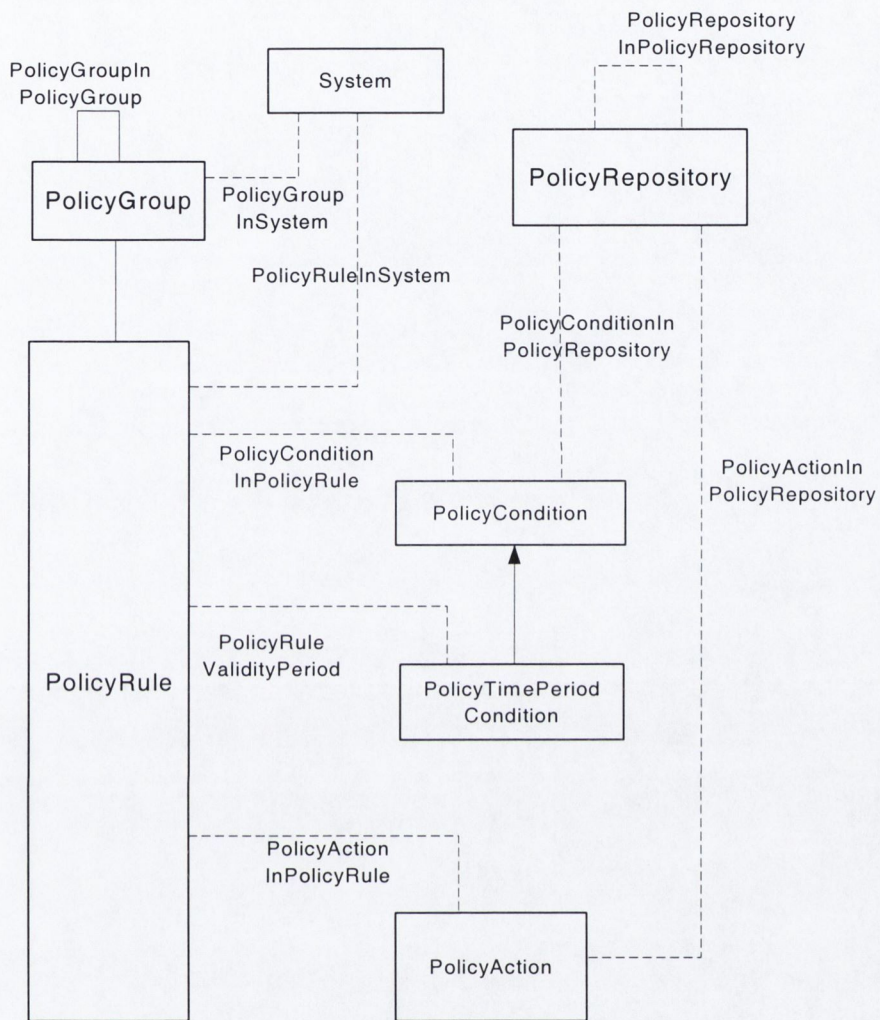 PolicyRepository
InPolicyRepository
PolicyGroupIn
PolicyGroup
System
PolicyRepository
PolicyGroup
PolicyGroup
InSystem
PolicyRuleInSystem
PolicyConditionIn
PolicyRepository
PolicyCondition
InPolicyRule
PolicyActionIn
PolicyRepository
PolicyCondition
PolicyRule
ValidityPeriod
PolicyRule
PolicyTimePeriod
Condition
PolicyAction
InPolicyRule
PolicyAction